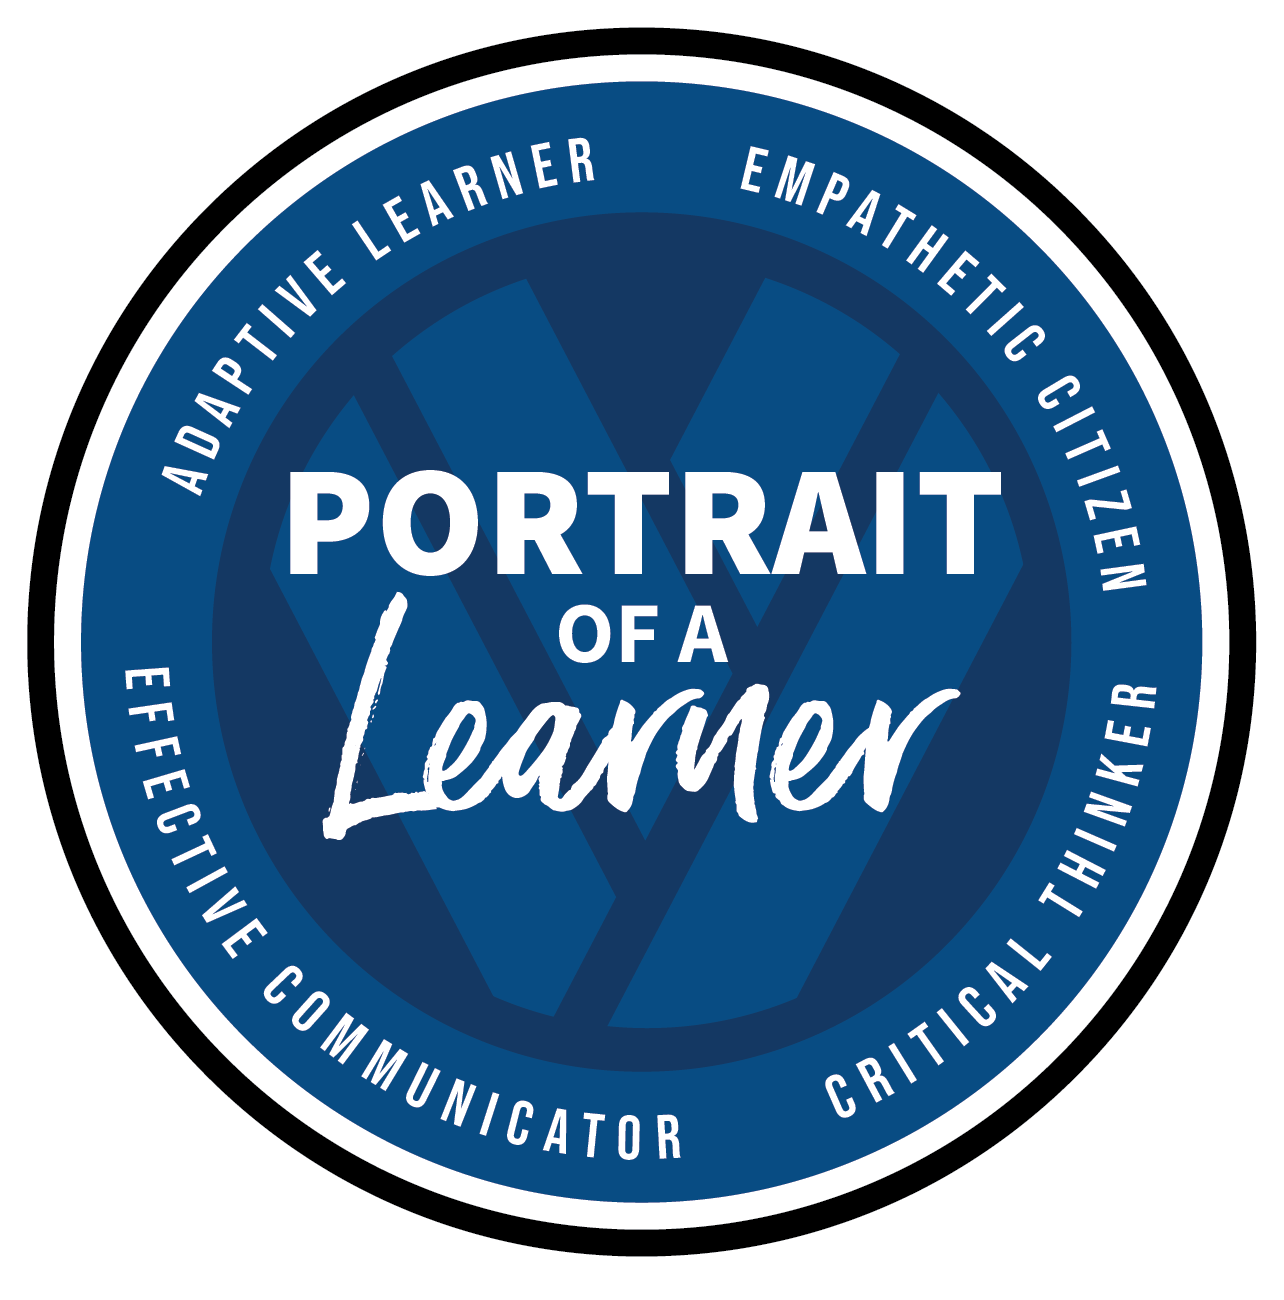 ADAPTIVE LEARNER
EMPATHETIC CITIZEN
PORTRAIT
OF A
Learner
EFFECTIVE COMMUNICATOR
CRITICAL THINKER